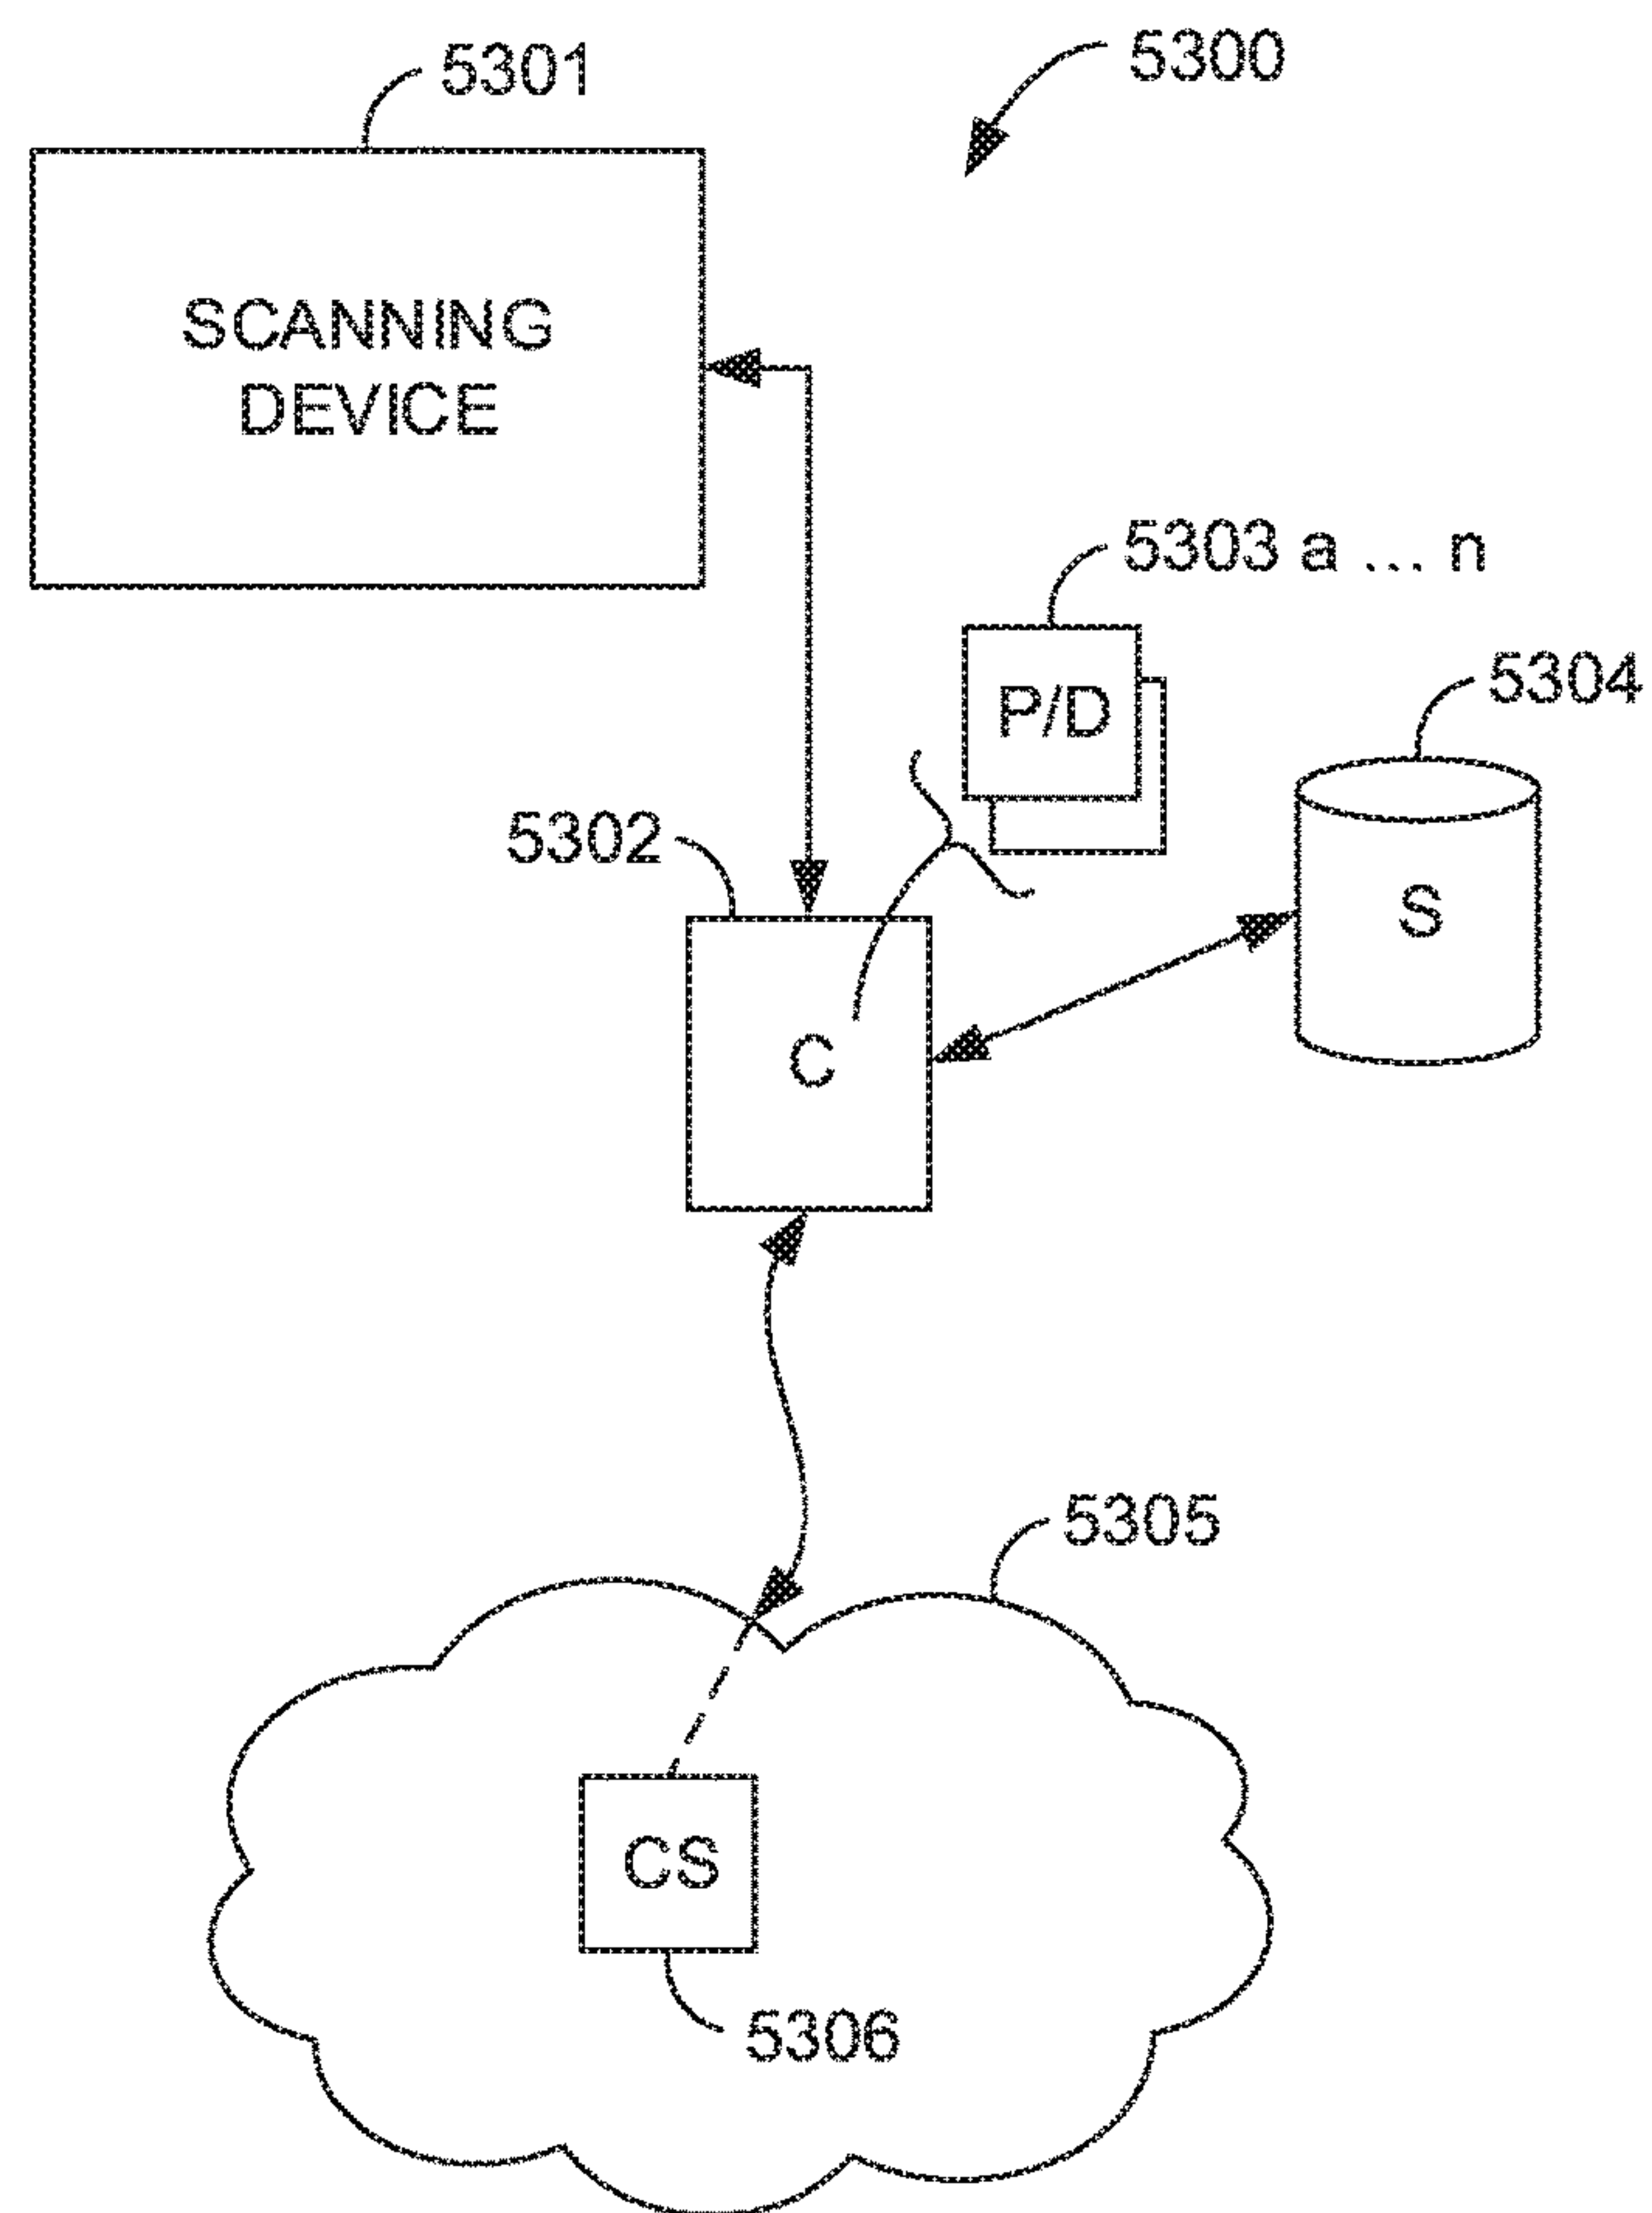 5301
5300
SCANNING
DEVICE
5303 a ... n
P/D
5304
5302
S
C
5305
CS
5306